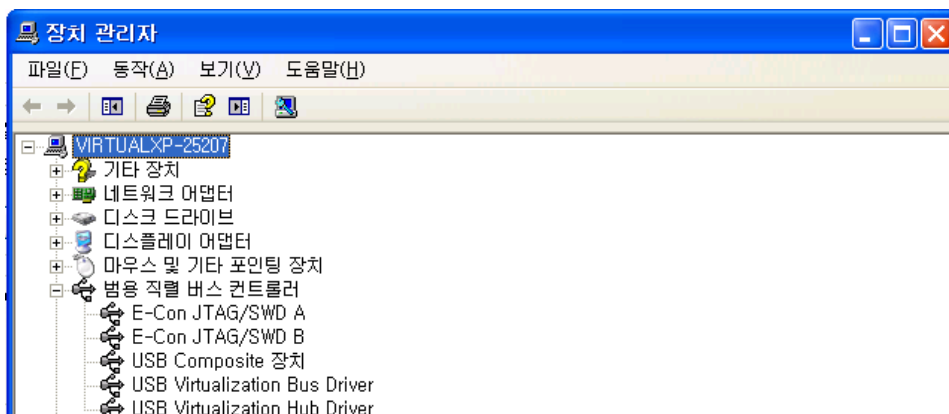 장치 관리자
파일(F) 동작(A) 보기(V) 도움말(H)
VIRTUALXP-25207
기타 장치
네트워크 어댑터
디스크 드라이브
디스플레이 어댑터
마우스 및 기타 포인팅 장치
범용 직렬 버스 컨트롤러
E-Con JTAG/SWD A
E-Con JTAG/SWD B
USB Composite 장치
USB Virtualization Bus Driver
USB Virtualization Hub Driver